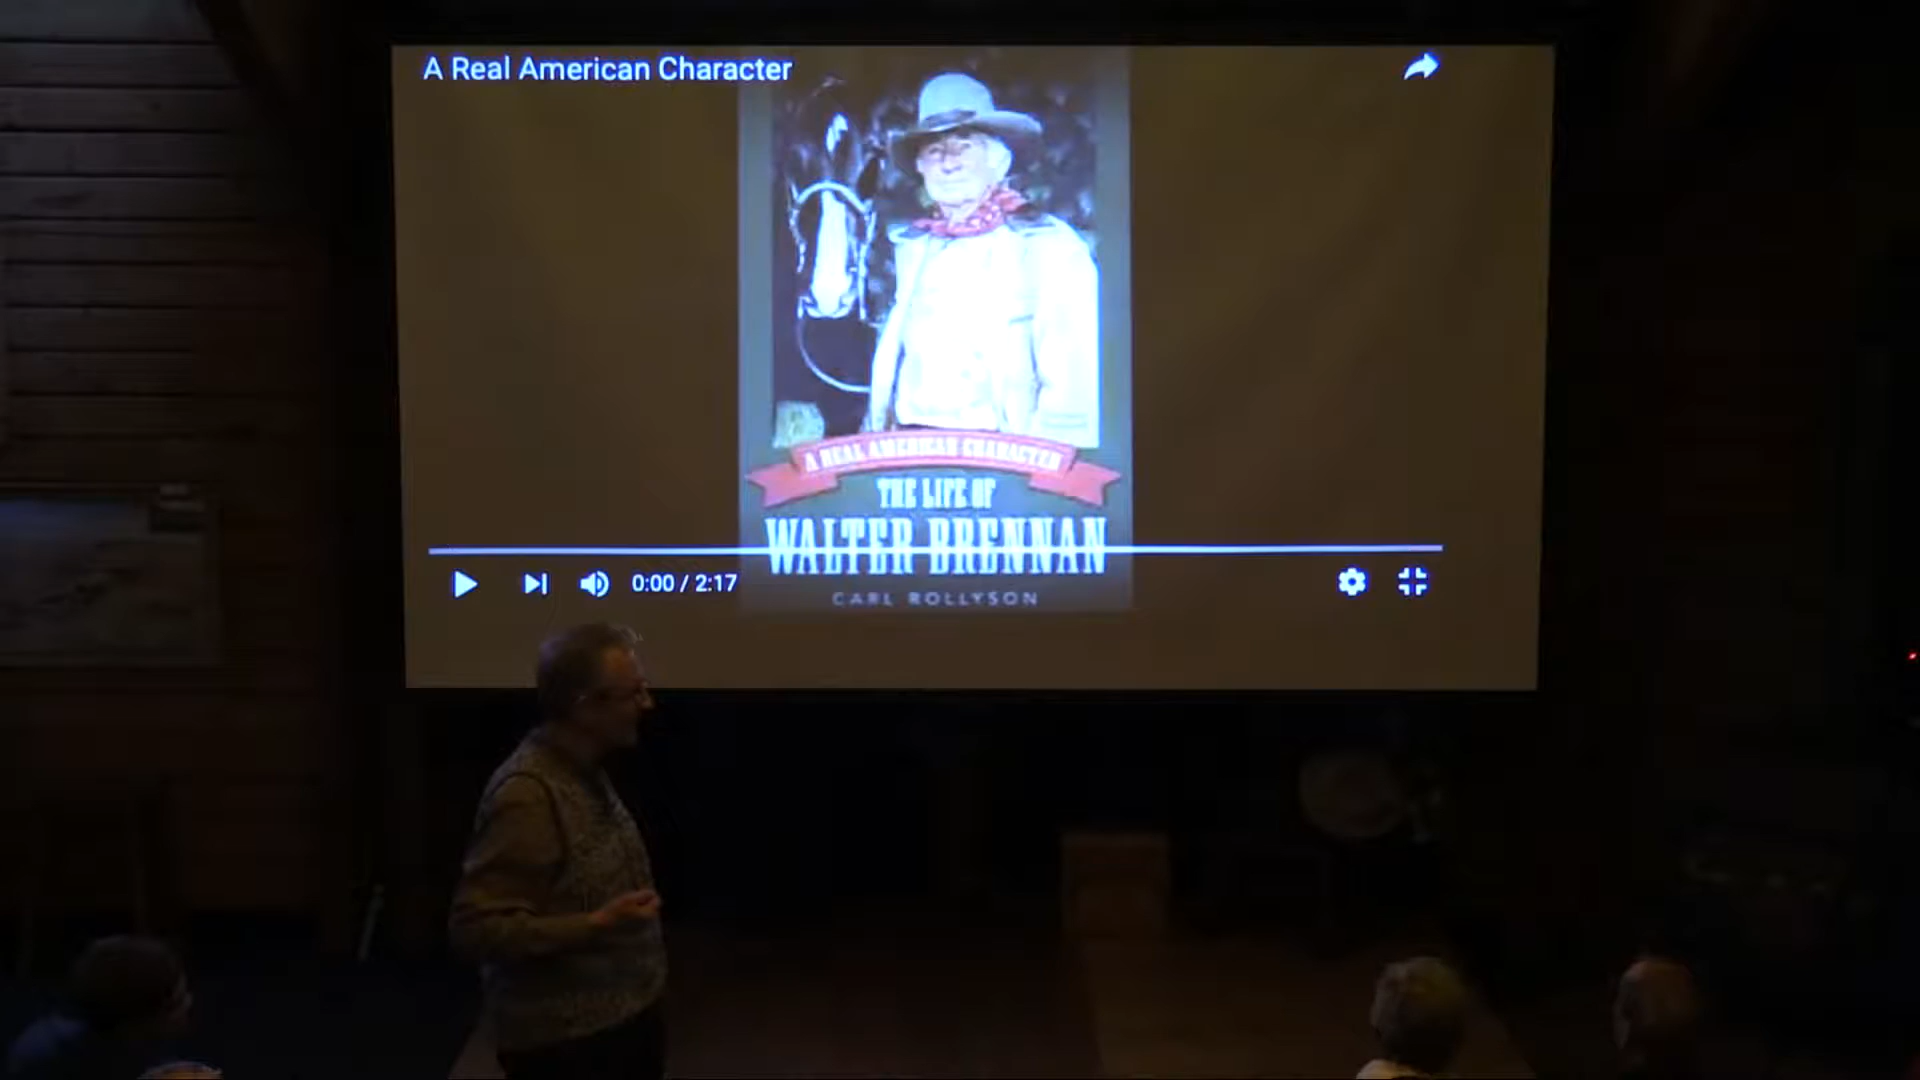 A Real American Character
A REAL AMERICAN CHARACTER
THE LIFE OF
WALTER BRENNAN
0:00 / 2:17
CARL ROLLYSON